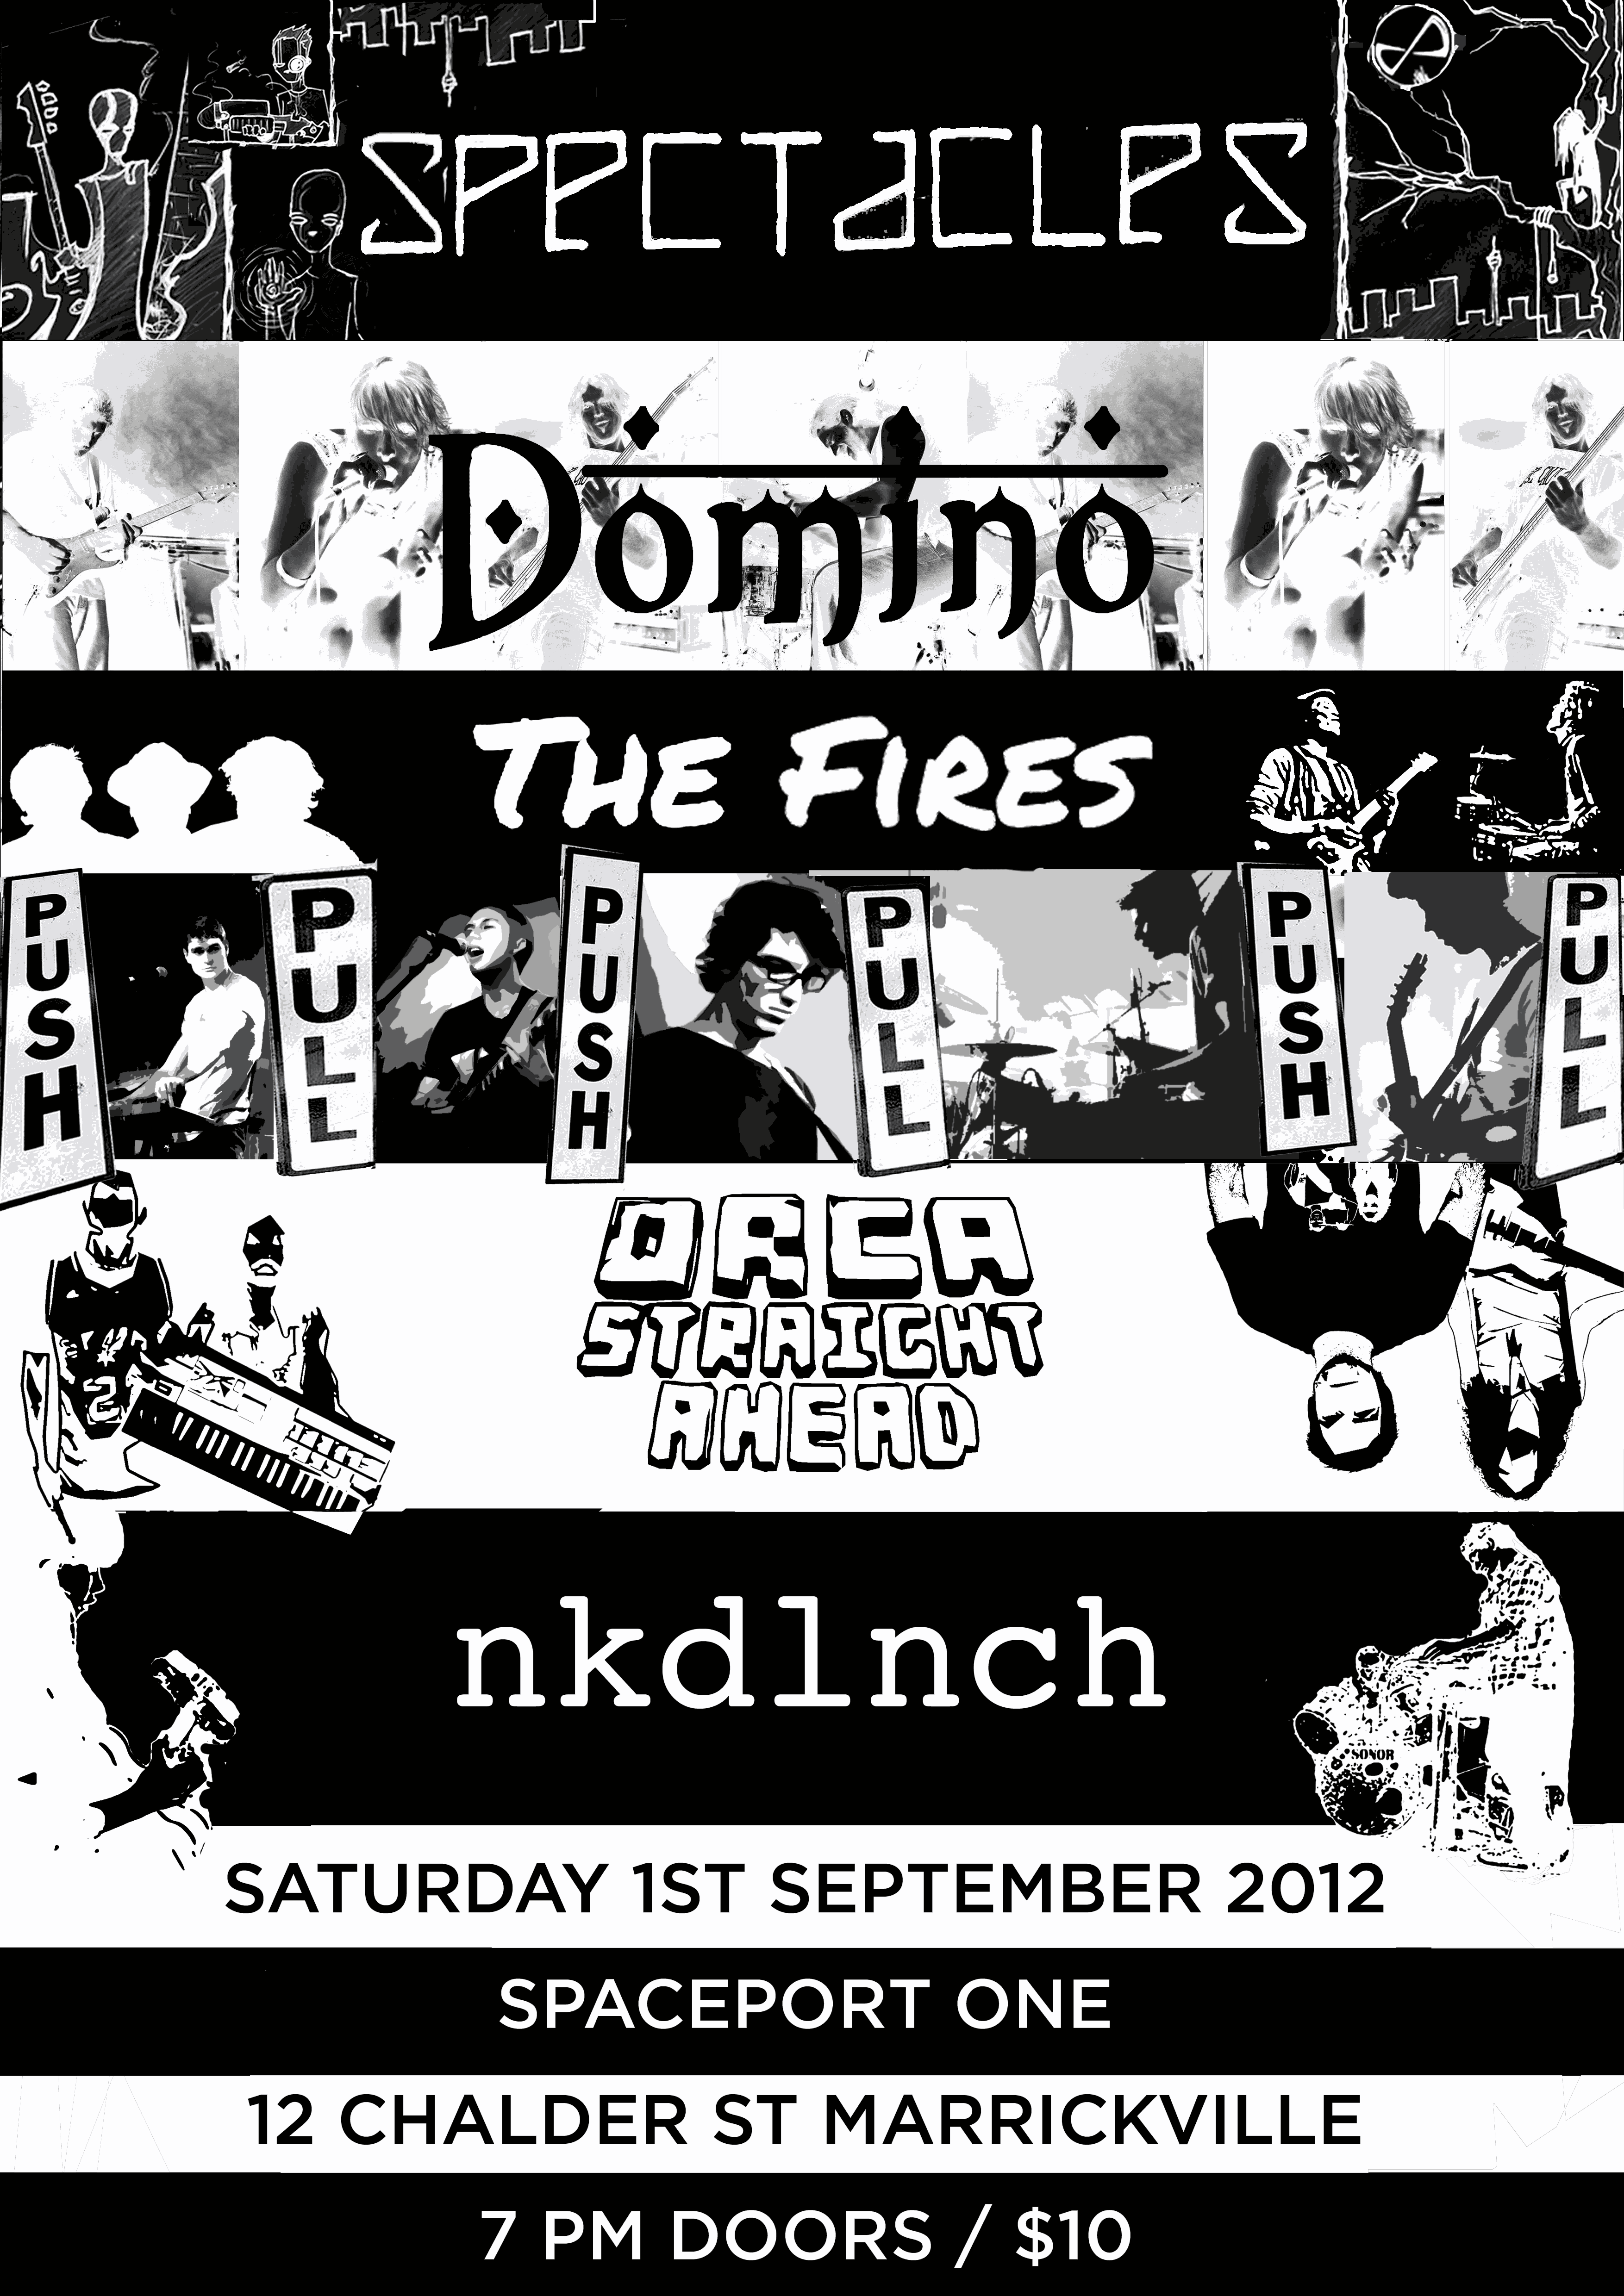 SPECTACLES
Domino
THE FIRES
PUSH
PULL
PUSH
PULL
PUSH
PULL
ORCA
STRAIGHT
AHEAD
2
nkdlnch
SONOR
SATURDAY 1ST SEPTEMBER 2012
SPACEPORT ONE
12 CHALDER ST MARRICKVILLE
7 PM DOORS / $10